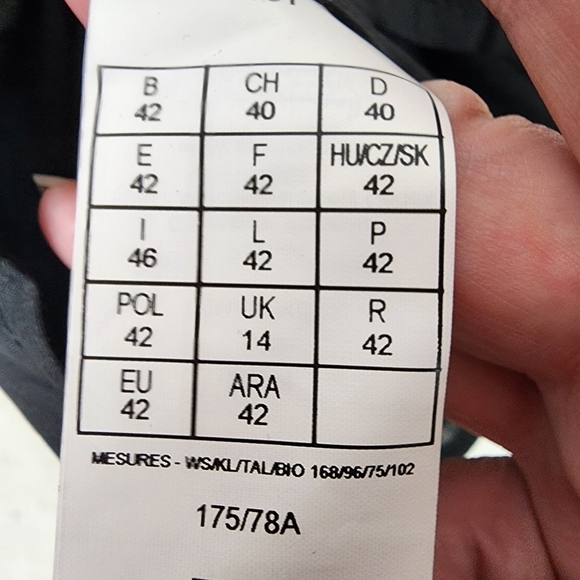 B CH D
42 40 40
E F HU/CZ/SK
42 42 42
I L P
46 42 42
POL UK R
42 14 42
EU ARA
42 42
MESURES - WS/KL/TAL/BIO 168/96/75/102
175/78A